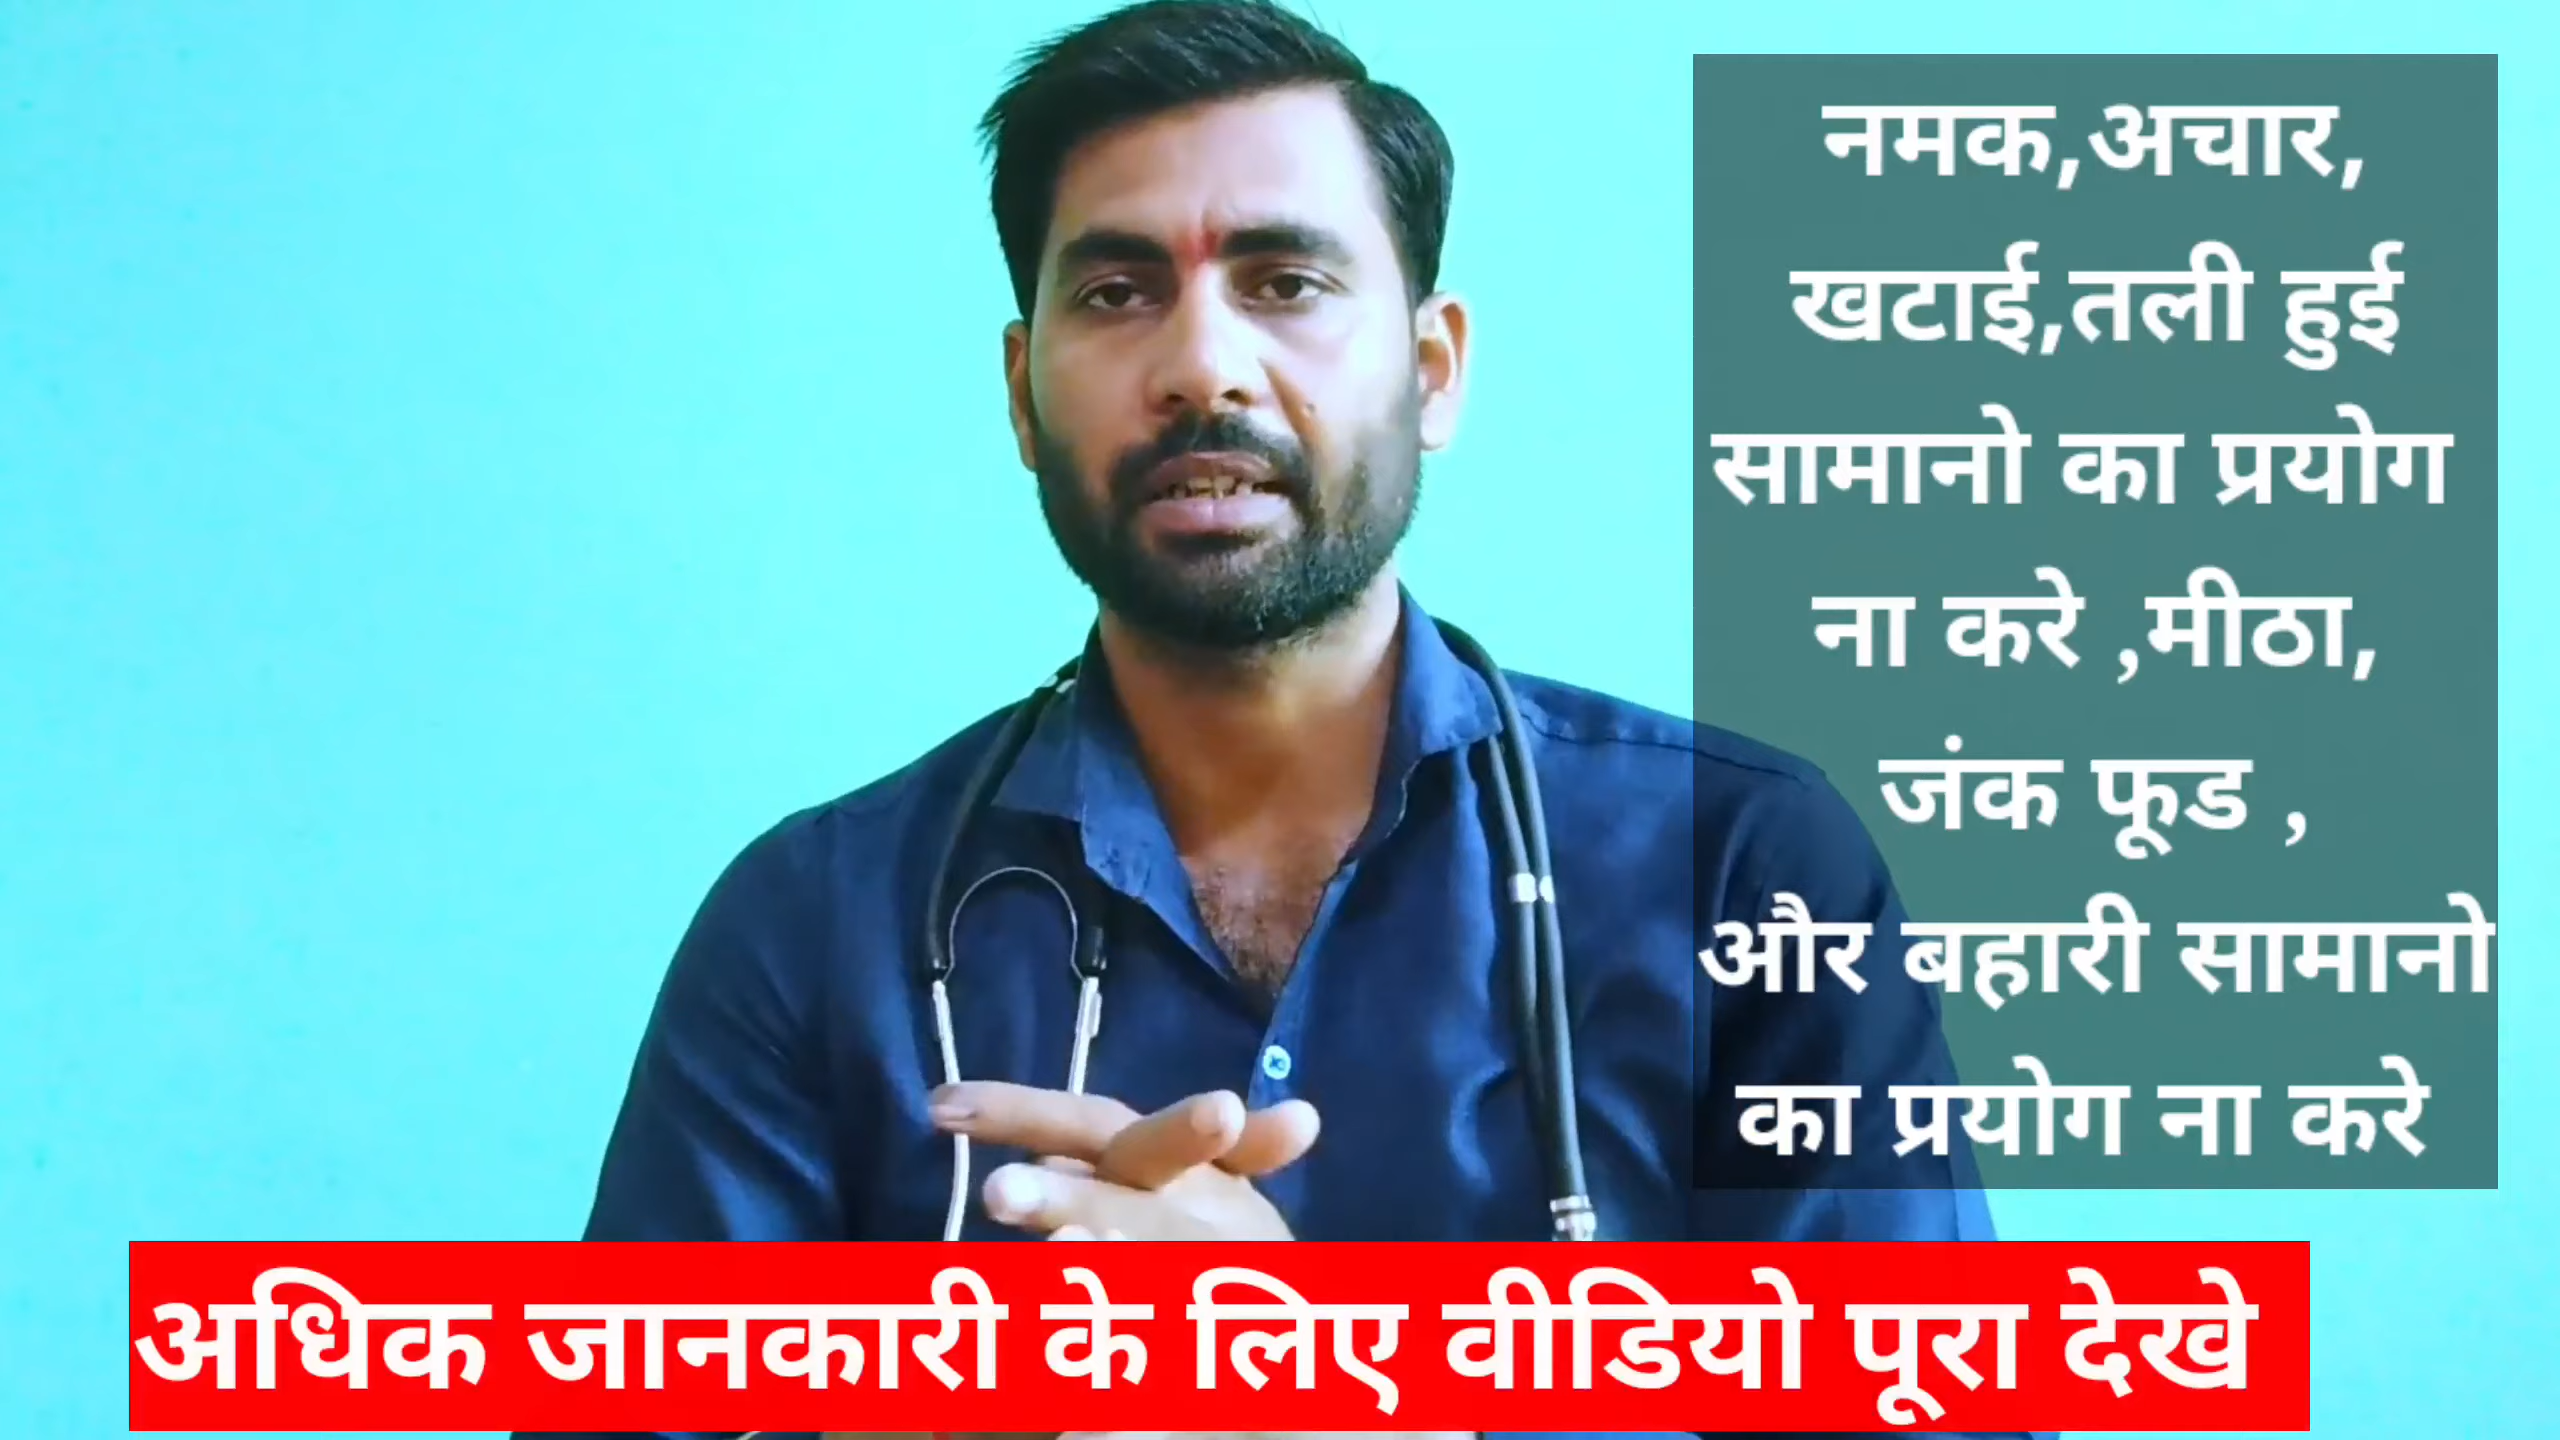 नमक,अचार,
खटाई,तली हुई
सामानो का प्रयोग
ना करे ,मीठा,
जंक फूड ,
और बहारी सामानो
का प्रयोग ना करे
अधिक जानकारी के लिए वीडियो पूरा देखे